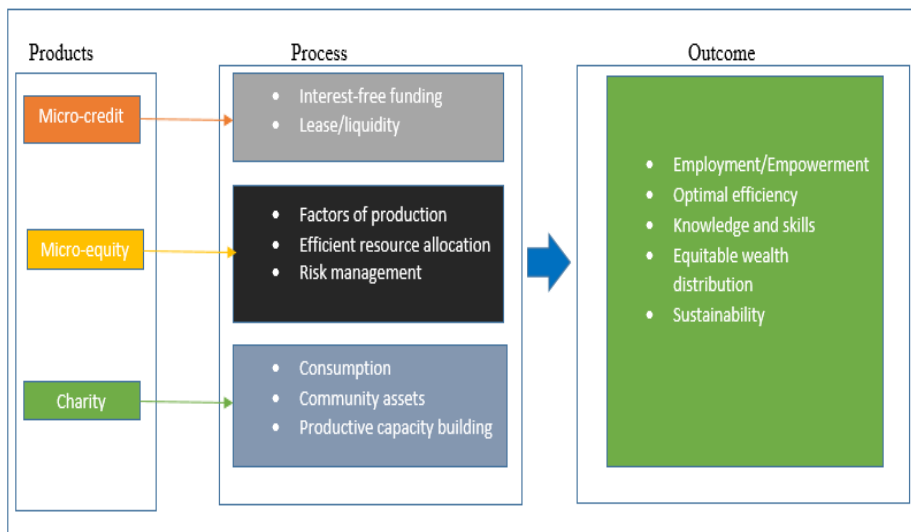 Products
Process
Outcome
Micro-credit
• Interest-free funding
• Lease/liquidity
Micro-equity
• Factors of production
• Efficient resource allocation
• Risk management
Charity
• Consumption
• Community assets
• Productive capacity building
• Employment/Empowerment
• Optimal efficiency
• Knowledge and skills
• Equitable wealth
distribution
• Sustainability